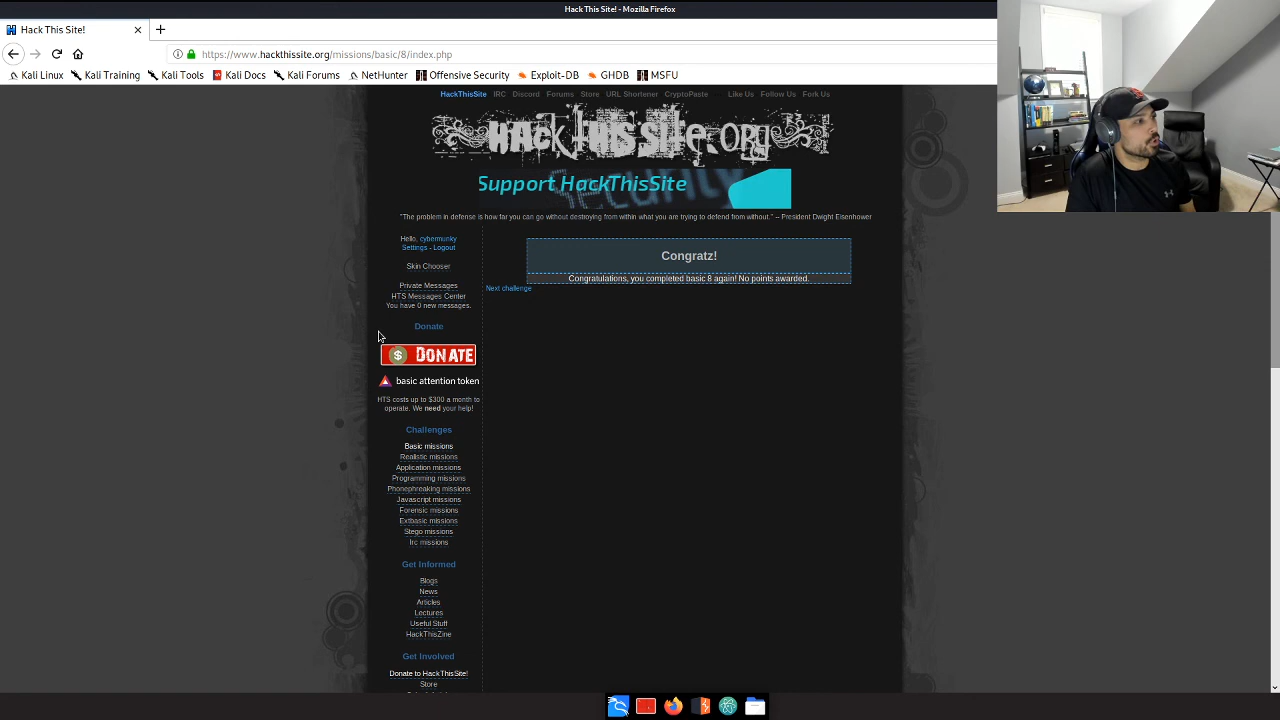 Hack This Site! - Mozilla Firefox
Hack This Site!
https://www.hackthissite.org/missions/basic/8/index.php
Kali Linux Kali Training Kali Tools Kali Docs Kali Forums NetHunter Offensive Security Exploit-DB GHDB MSFU
HackThisSite IRC Discord Forums Store URL Shortener CryptoPaste Like Us Follow Us Fork Us
HACK THIS SITE.ORG
Security
Support HackThisSite
"The problem in defense is how far you can go without destroying from within what you are trying to defend from without." -- President Dwight Eisenhower
Hello, cybermunky
Settings - Logout
Skin Chooser
Private Messages
HTS Messages Center
You have 0 new messages.
Donate
$ DONATE
basic attention token
HTS costs up to $300 a month to
operate. We need your help!
Challenges
Basic missions
Realistic missions
Application missions
Programming missions
Phonephreaking missions
Javascript missions
Forensic missions
Extbasic missions
Stego missions
Irc missions
Get Informed
Blogs
News
Articles
Lectures
Useful Stuff
HackThisZine
Get Involved
Donate to HackThisSite!
Store
Congratz!
Congratulations, you completed basic 8 again! No points awarded.
Next challenge